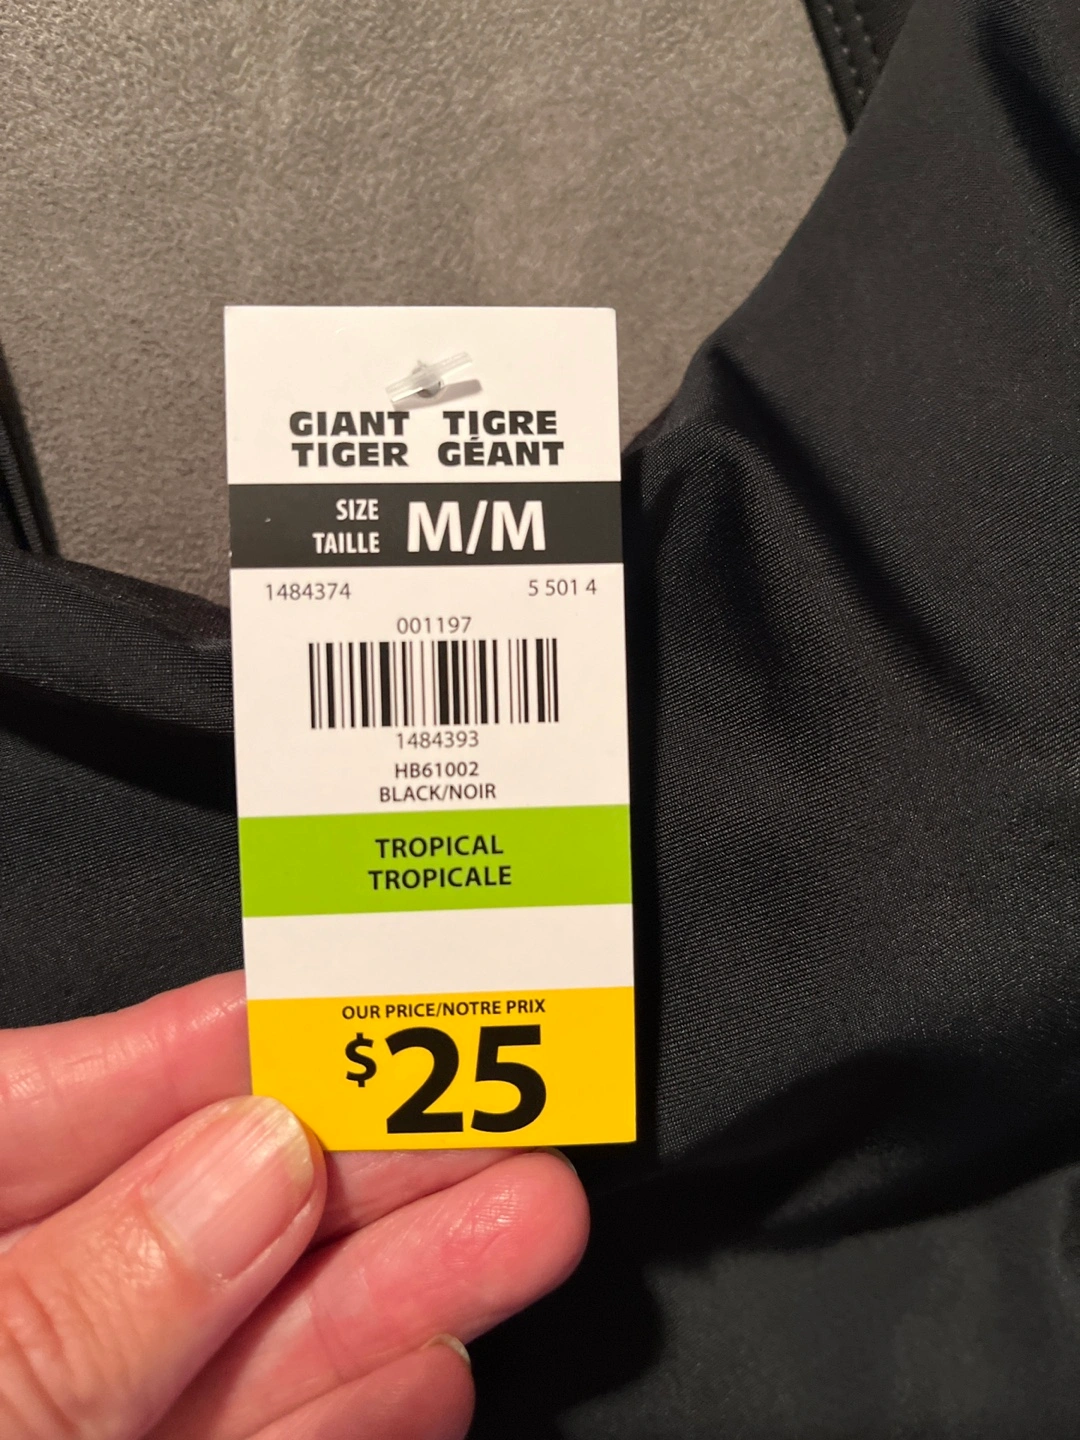 GIANT TIGRE
TIGER GÉANT
SIZE
TAILLE M/M
1484374 5 501 4
001197
1484393
HB61002
BLACK/NOIR
TROPICAL
TROPICALE
OUR PRICE/NOTRE PRIX
$25